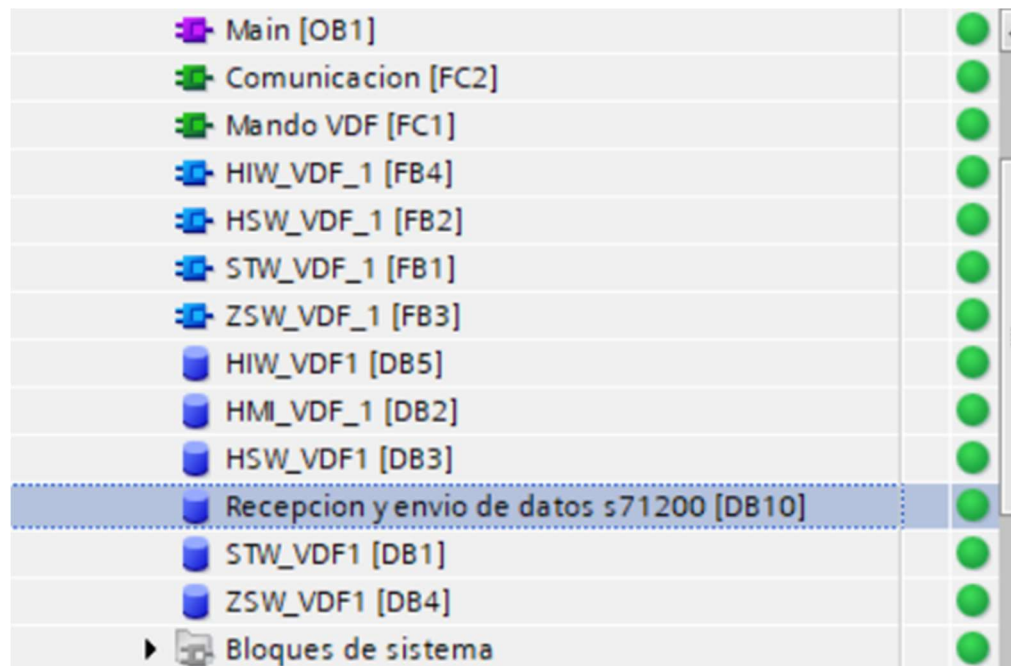 Main [OB1]
Comunicacion [FC2]
Mando VDF [FC1]
HIW_VDF_1 [FB4]
HSW_VDF_1 [FB2]
STW_VDF_1 [FB1]
ZSW_VDF_1 [FB3]
HIW_VDF1 [DB5]
HMI_VDF_1 [DB2]
HSW_VDF1 [DB3]
Recepcion y envio de datos s71200 [DB10]
STW_VDF1 [DB1]
ZSW_VDF1 [DB4]
Bloques de sistema